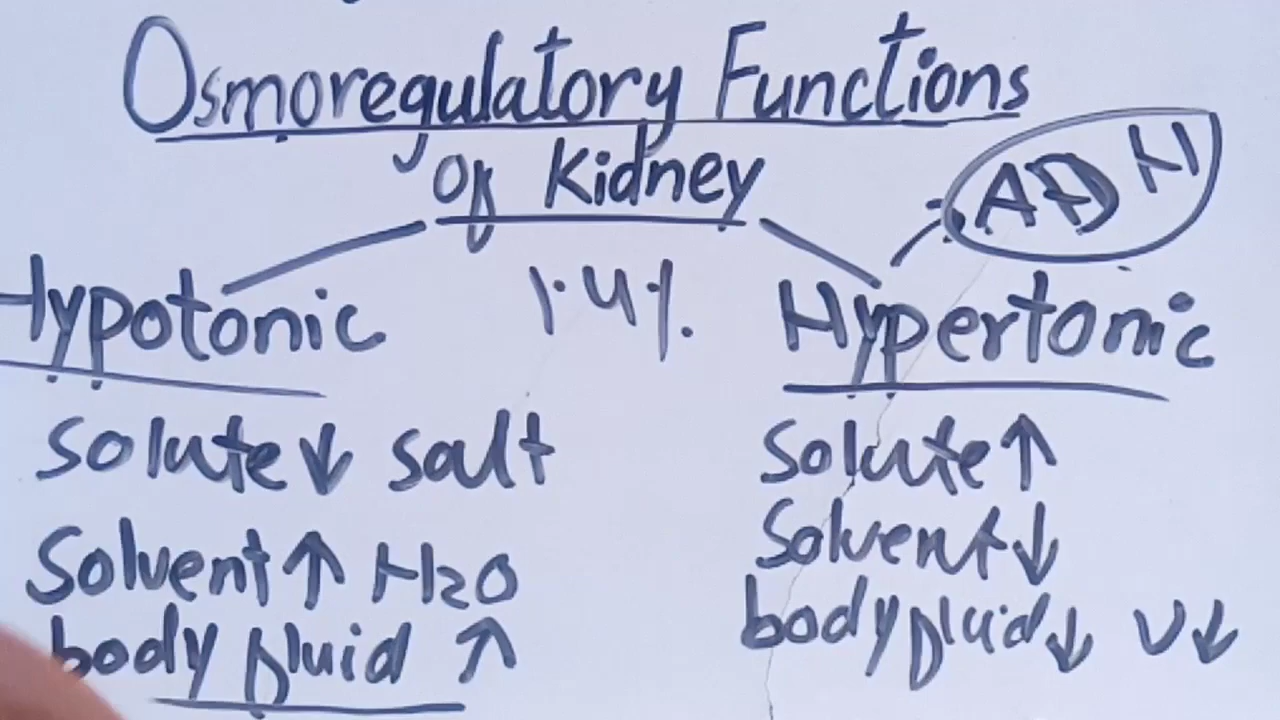 Osmoregulatory Functions
of Kidney
ADH
Hypotonic
1.4%.
Hypertonic
Solute ↓ salt
Solvent ↑ H2O
body fluid ↑
Solute ↑
Solvent ↓
body fluid ↓ V ↓